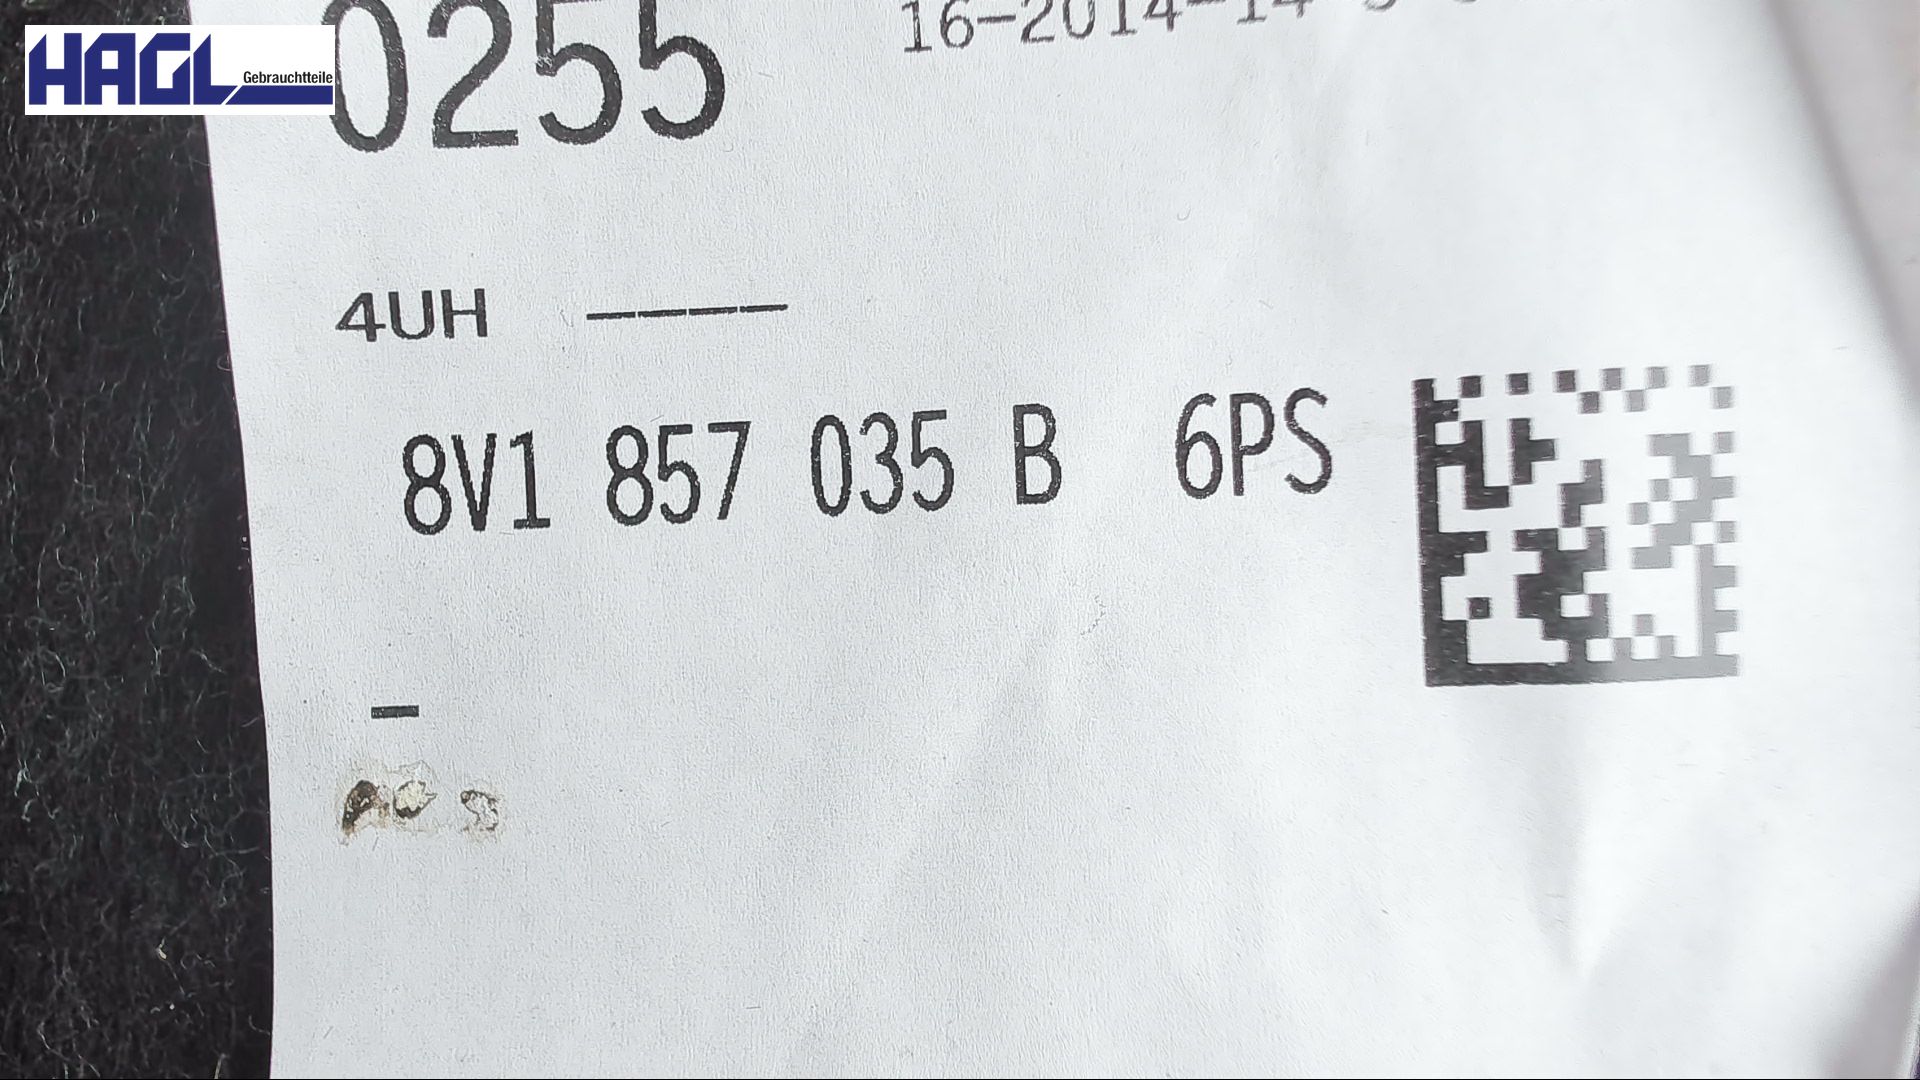 HAGL
Gebrauchtteile
0255
16-2014-14
4UH ----
8V1 857 035 B 6PS
-